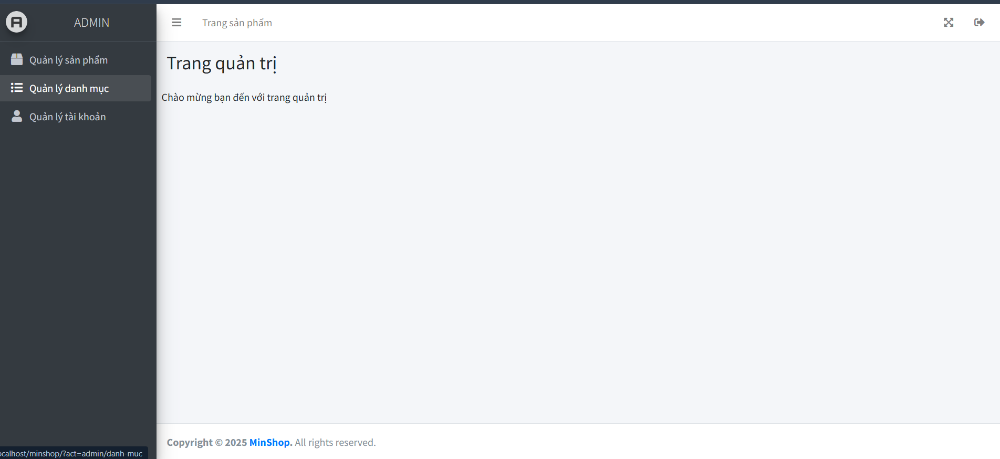 ADMIN
Trang sản phẩm
Quản lý sản phẩm
Quản lý danh mục
Quản lý tài khoản
Trang quản trị
Chào mừng bạn đến với trang quản trị
Copyright © 2025 MinShop. All rights reserved.
ocalhost/minshop/?act=admin/danh-muc